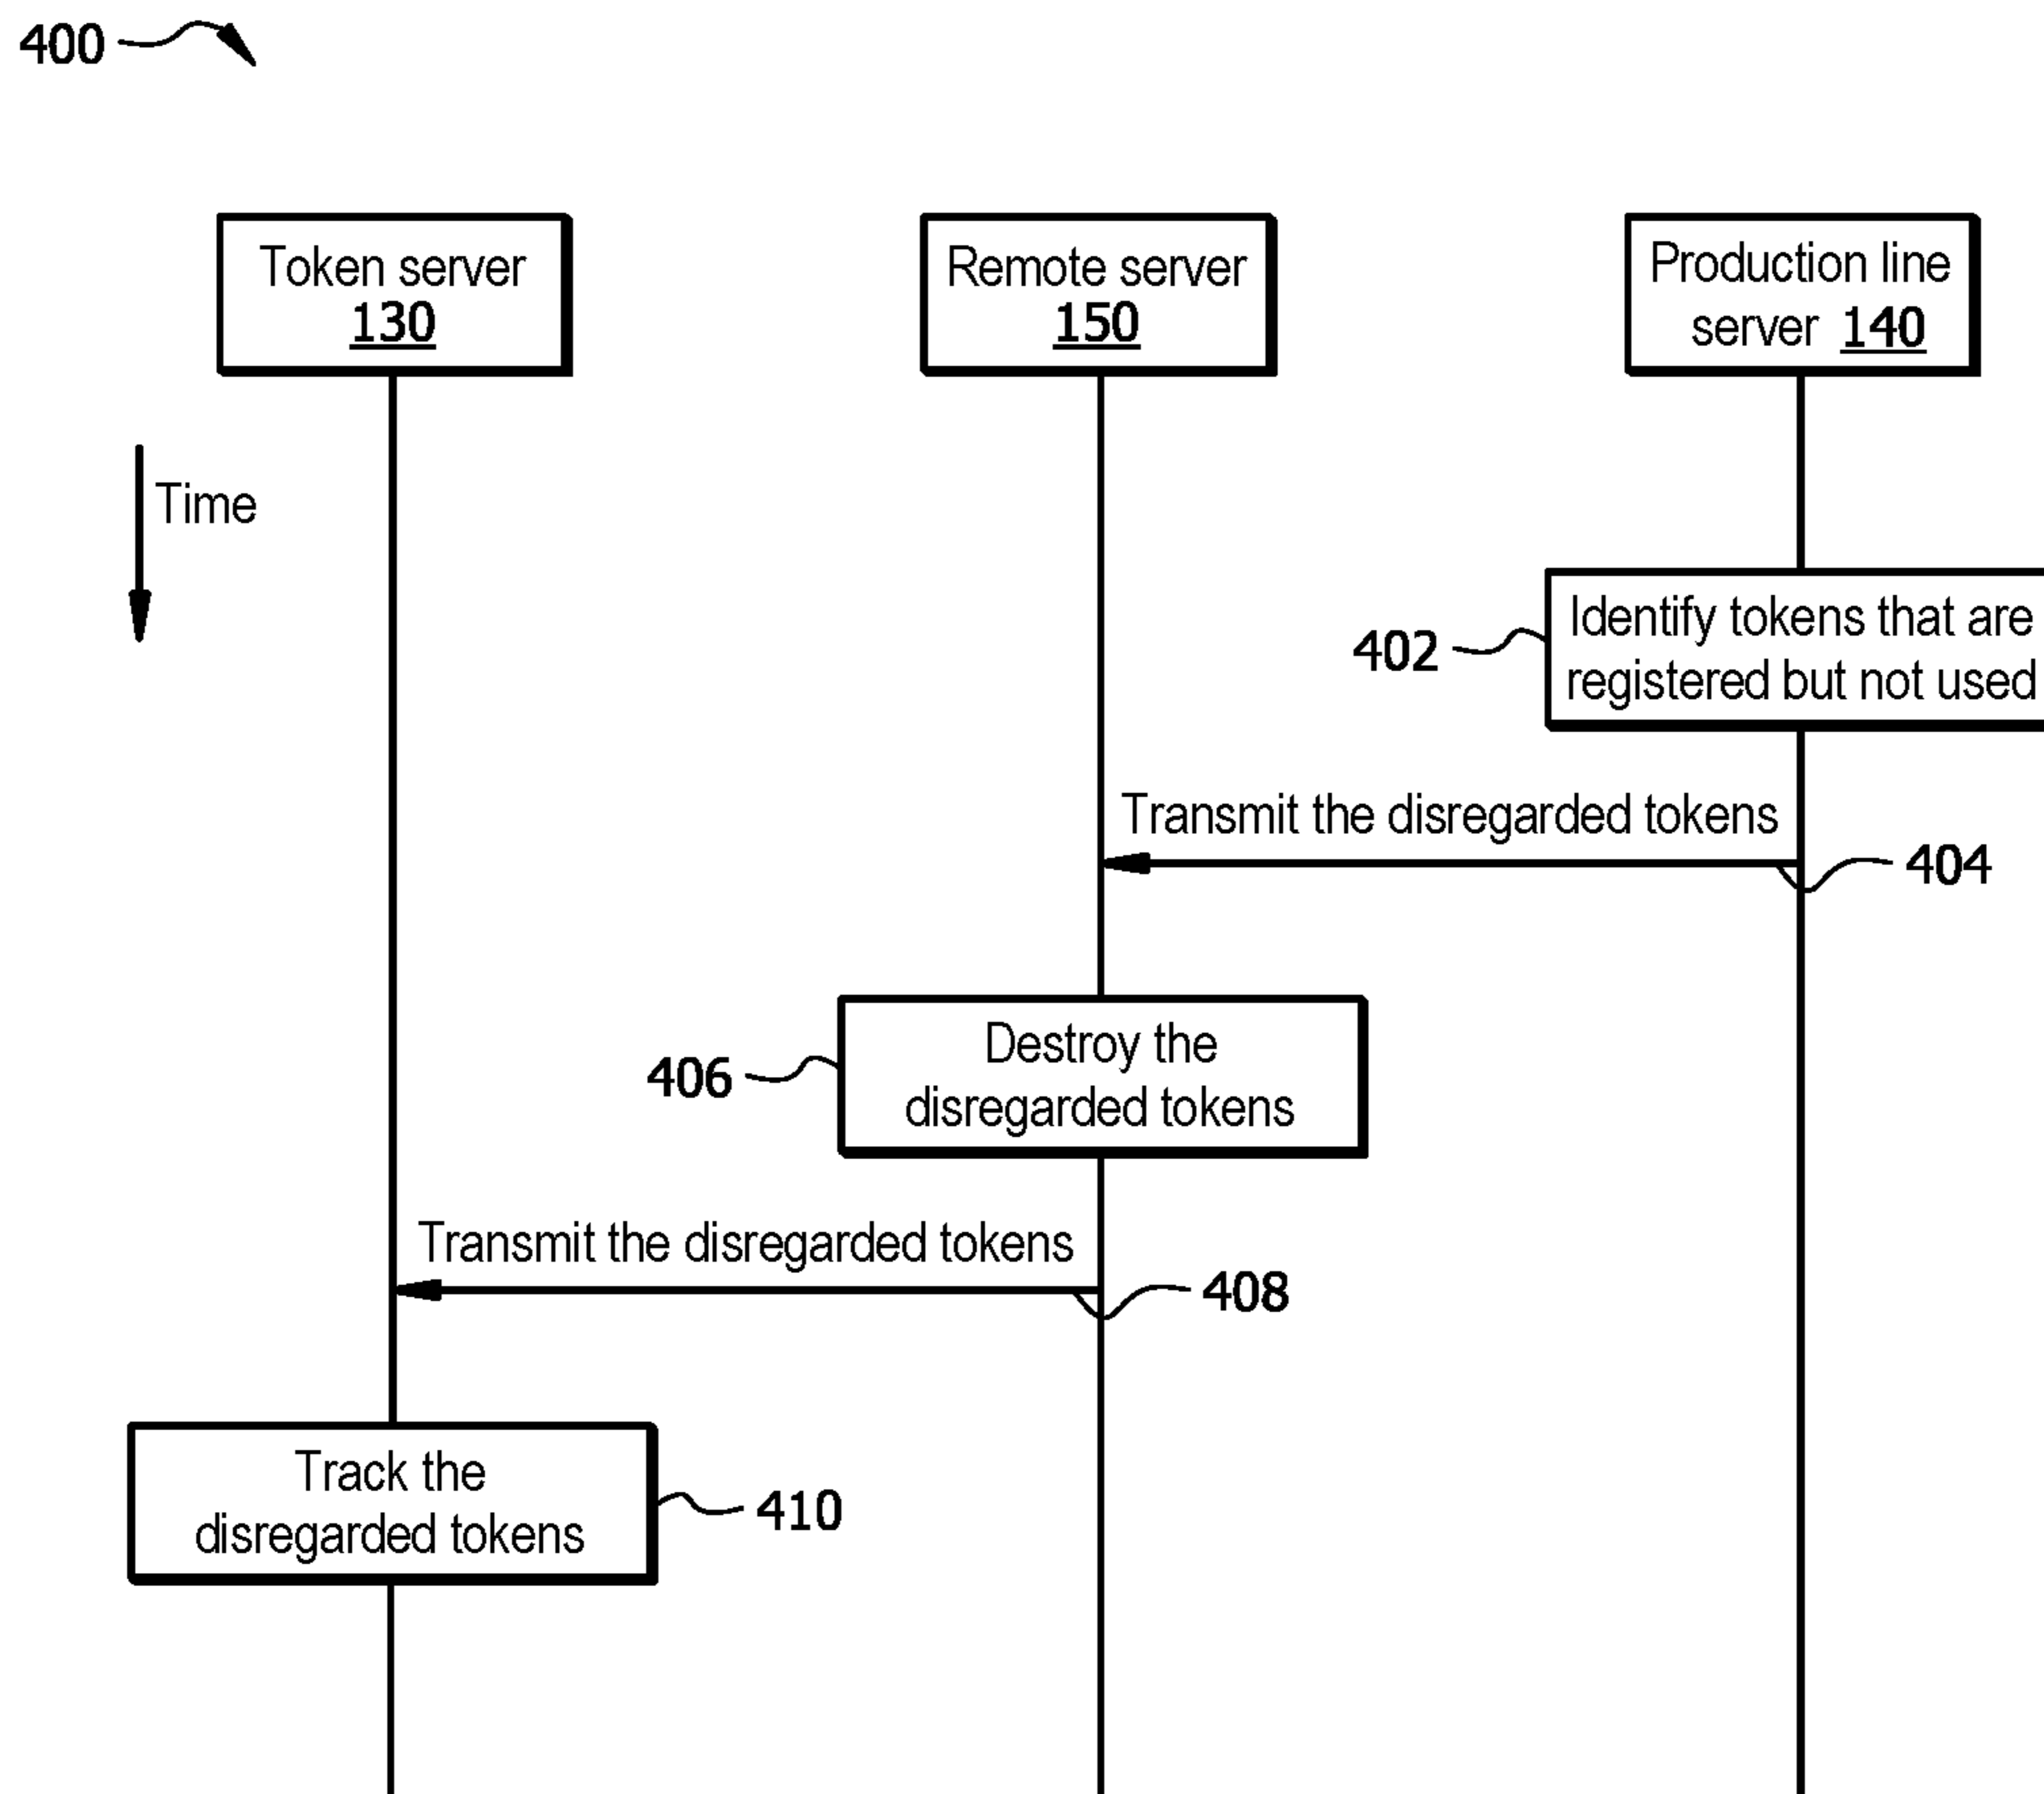 400
Token server
130
Remote server
150
Production line
server 140
Time
Identify tokens that are
registered but not used
402
Transmit the disregarded tokens
404
Destroy the
disregarded tokens
406
Transmit the disregarded tokens
408
Track the
disregarded tokens
410